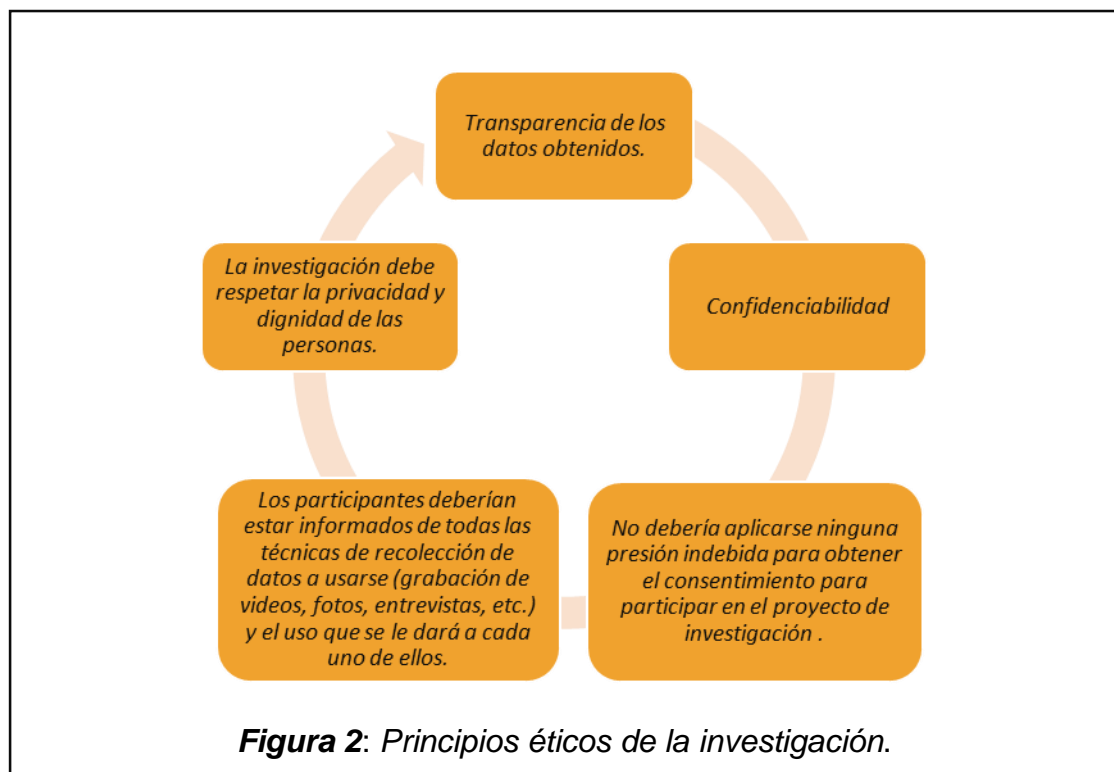 Transparencia de los
datos obtenidos.
Confidenciabilidad
No debería aplicarse ninguna
presión indebida para obtener
el consentimiento para
participar en el proyecto de
investigación .
Los participantes deberían
estar informados de todas las
técnicas de recolección de
datos a usarse (grabación de
videos, fotos, entrevistas, etc.)
y el uso que se le dará a cada
uno de ellos.
La investigación debe
respetar la privacidad y
dignidad de las
personas.
Figura 2: Principios éticos de la investigación.